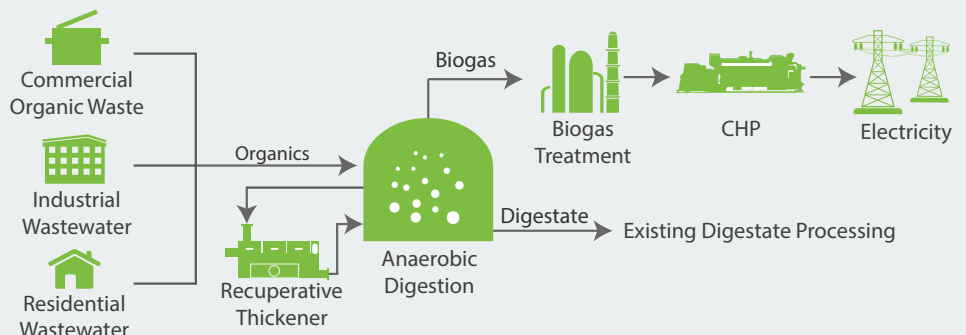 Commercial
Organic Waste
Industrial
Wastewater
Residential
Wastewater
Organics
Recuperative
Thickener
Biogas
Anaerobic
Digestion
Digestate
Existing Digestate Processing
Biogas
Treatment
CHP
Electricity